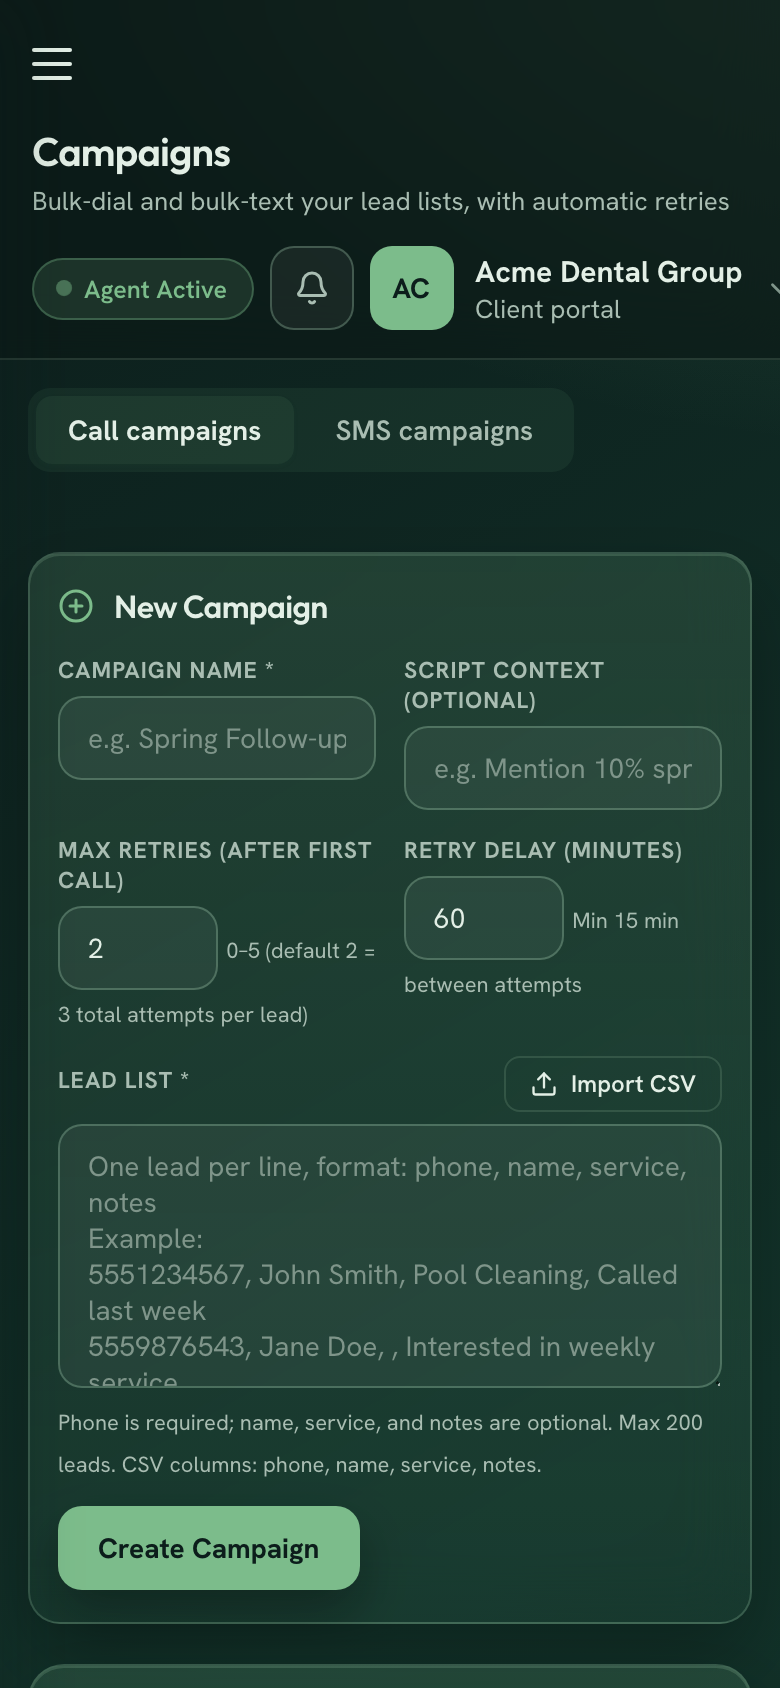 Campaigns
Bulk-dial and bulk-text your lead lists, with automatic retries
Agent Active
AC
Acme Dental Group
Client portal
Call campaigns
SMS campaigns
New Campaign
CAMPAIGN NAME *
e.g. Spring Follow-up
SCRIPT CONTEXT
(OPTIONAL)
e.g. Mention 10% spr
MAX RETRIES (AFTER FIRST
CALL)
2
0–5 (default 2 =
3 total attempts per lead)
RETRY DELAY (MINUTES)
60
Min 15 min
between attempts
LEAD LIST *
Import CSV
One lead per line, format: phone, name, service,
notes
Example:
5551234567, John Smith, Pool Cleaning, Called
last week
5559876543, Jane Doe, , Interested in weekly
service
Phone is required; name, service, and notes are optional. Max 200
leads. CSV columns: phone, name, service, notes.
Create Campaign